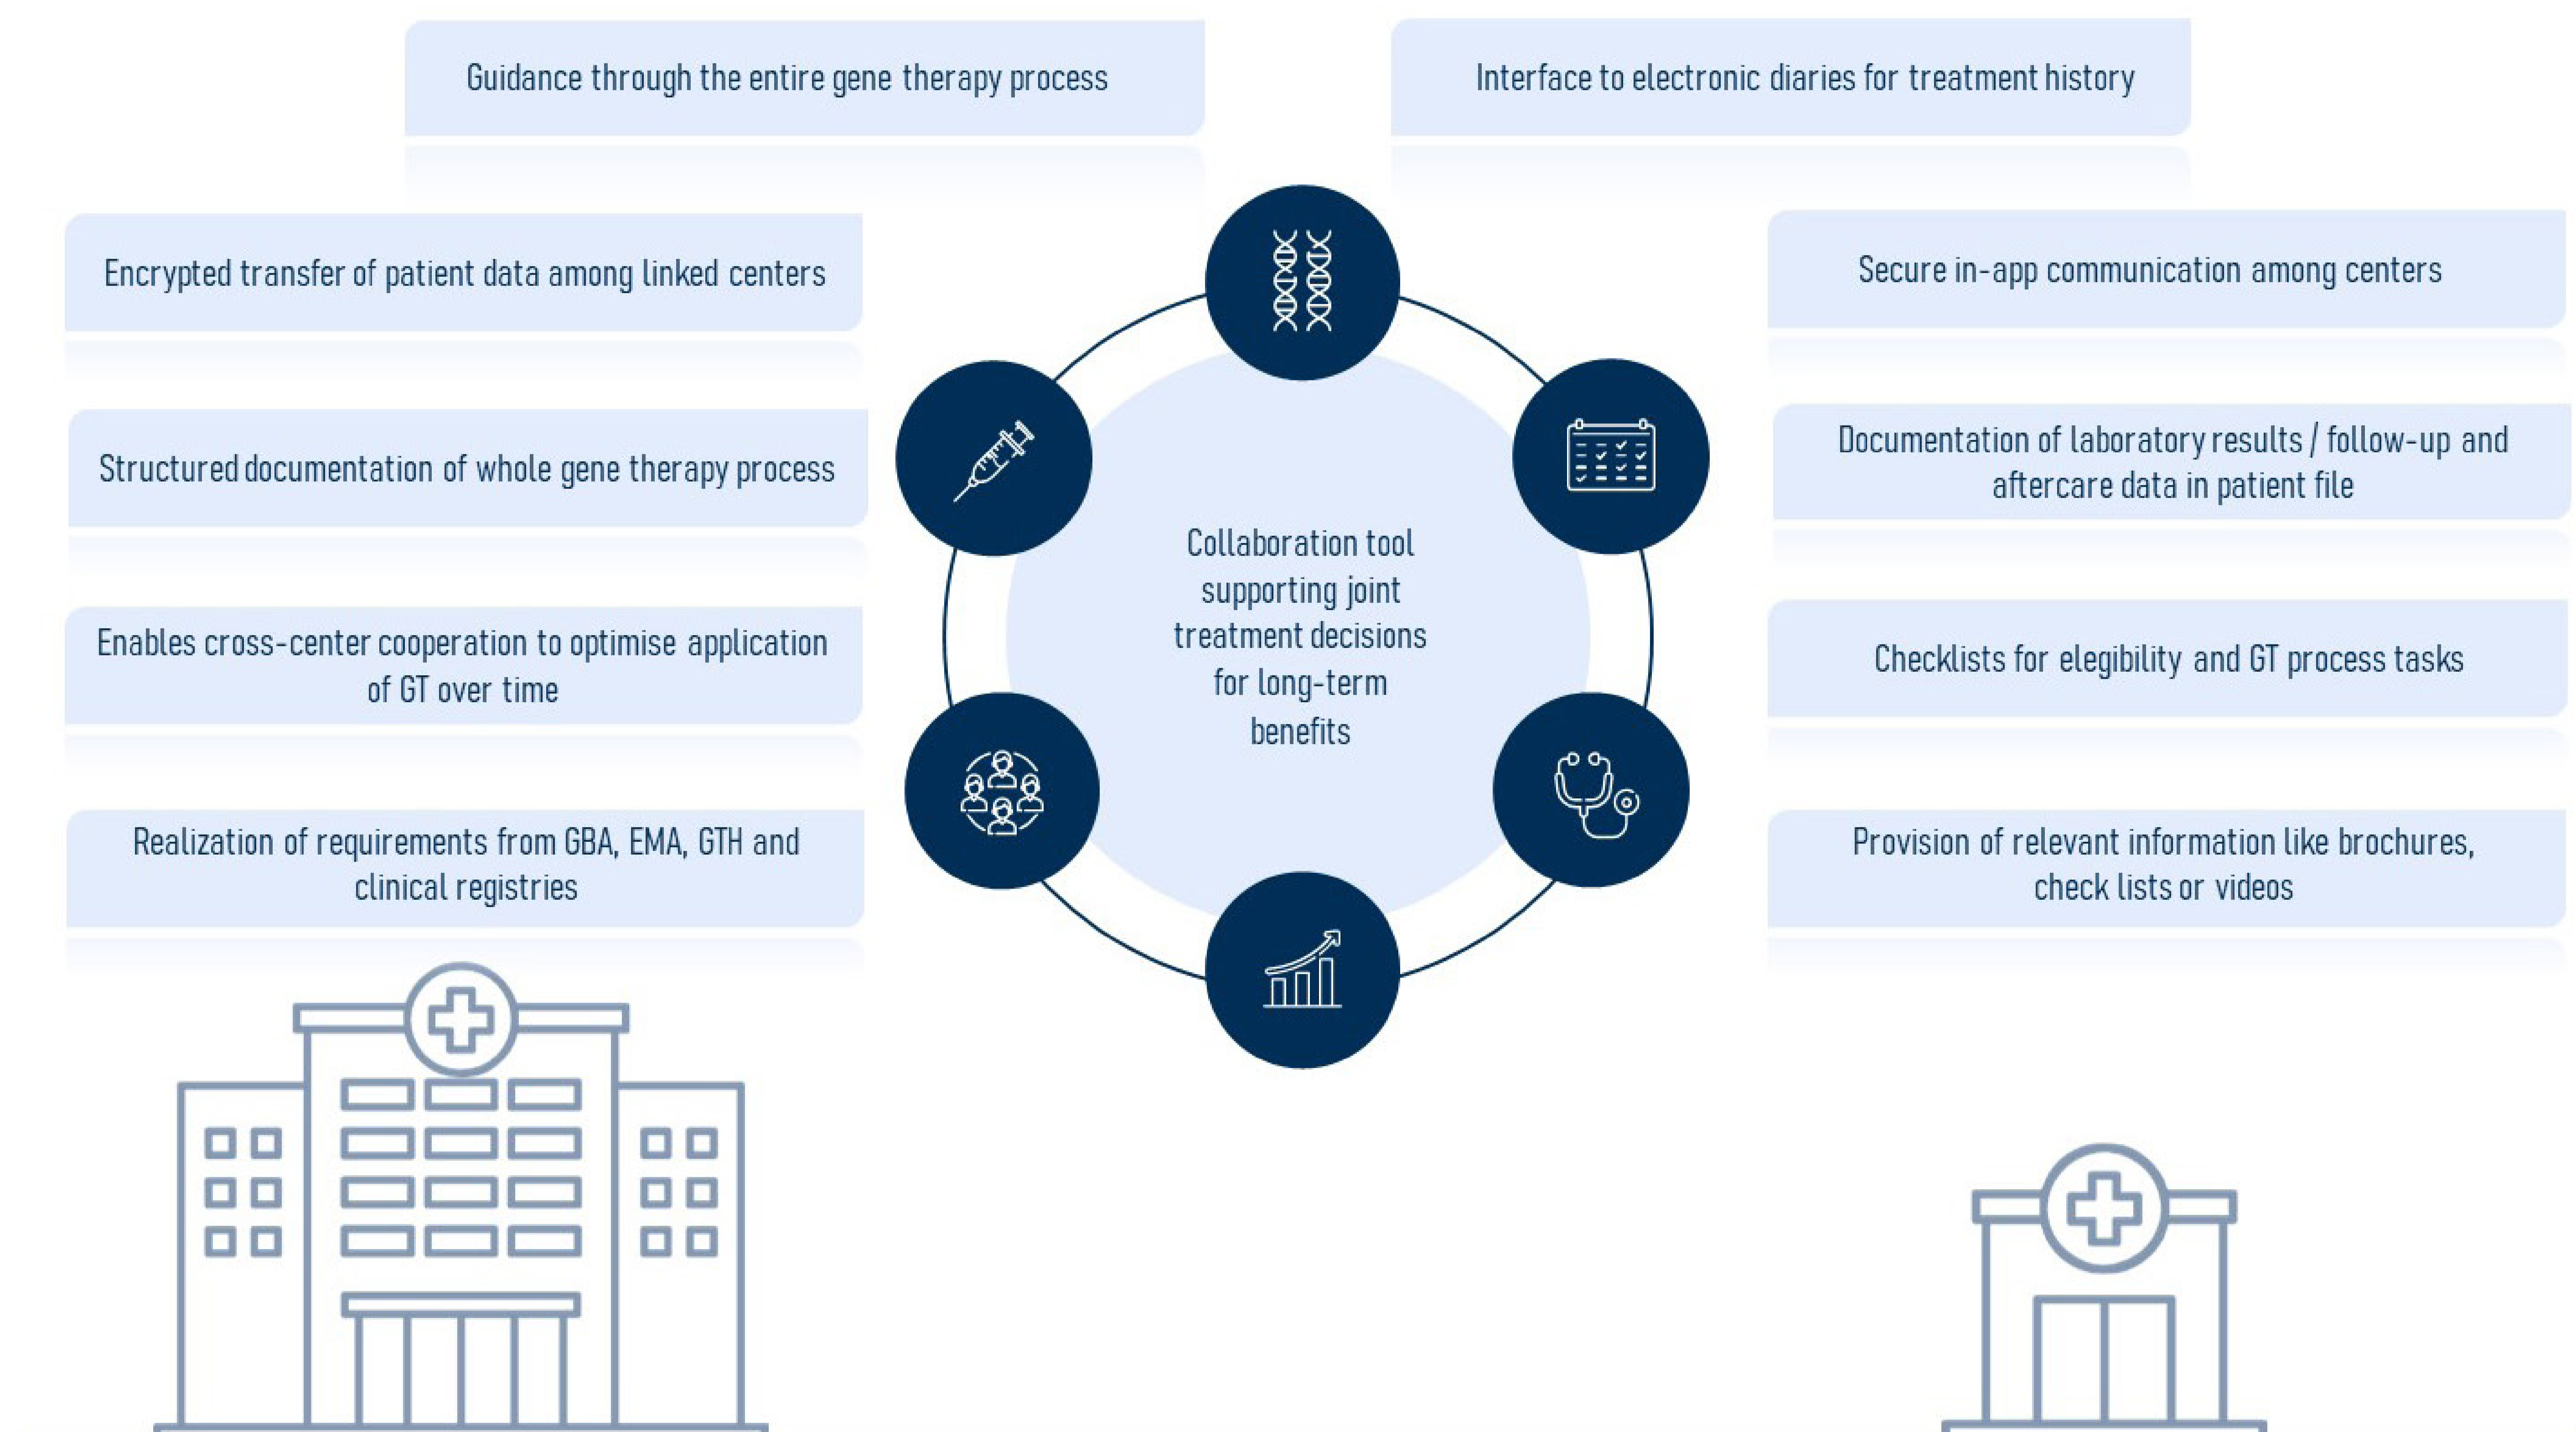 Guidance through the entire gene therapy process
Interface to electronic diaries for treatment history
Encrypted transfer of patient data among linked centers
Structured documentation of whole gene therapy process
Enables cross-center cooperation to optimise application
of GT over time
Realization of requirements from GBA, EMA, GTH and
clinical registries
Collaboration tool
supporting joint
treatment decisions
for long-term
benefits
Secure in-app communication among centers
Documentation of laboratory results / follow-up and
aftercare data in patient file
Checklists for elegibility and GT process tasks
Provision of relevant information like brochures,
check lists or videos